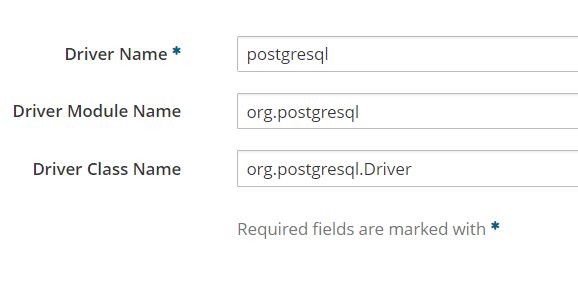 Driver Name *
postgresql
Driver Module Name
org.postgresql
Driver Class Name
org.postgresql.Driver
Required fields are marked with *